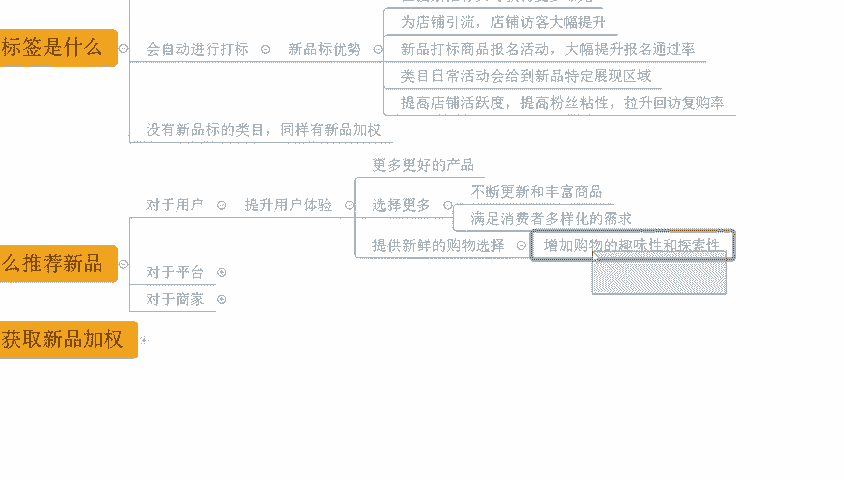 标签是什么
会自动进行打标
新品标优势
为店铺引流，店铺访客大幅提升
新品打标商品报名活动，大幅提升报名通过率
类目日常活动会给到新品特定展现区域
提高店铺活跃度，提高粉丝粘性，拉升回访复购率
没有新品标的类目，同样有新品加权
么推荐新品
对于用户
提升用户体验
更多更好的产品
选择更多
不断更新和丰富商品
满足消费者多样化的需求
提供新鲜的购物选择
增加购物的趣味性和探索性
对于平台
对于商家
获取新品加权